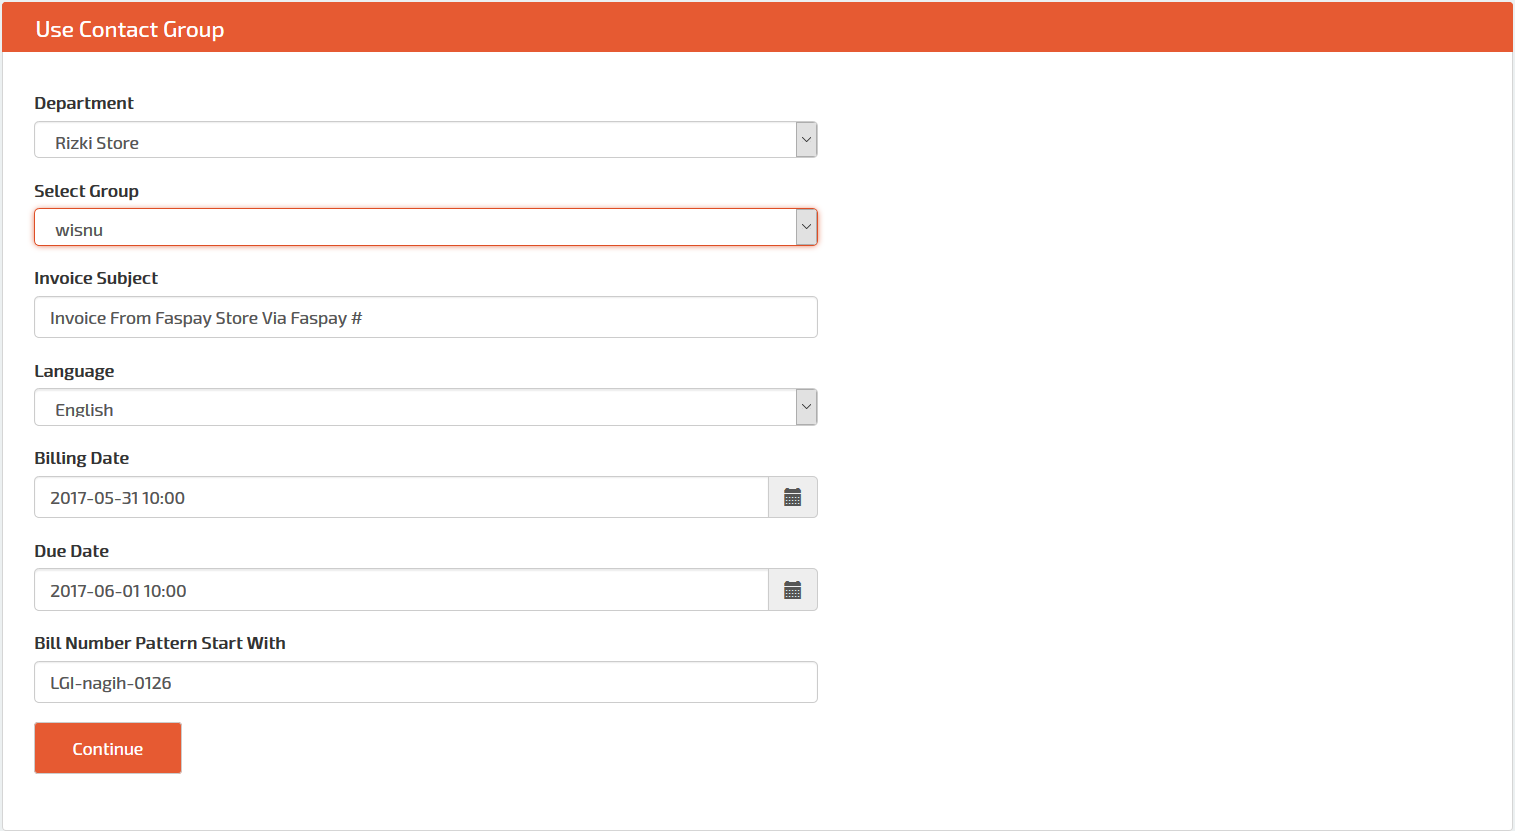 Use Contact Group
Department
Rizki Store
Select Group
wisnu
Invoice Subject
Invoice From Faspay Store Via Faspay #
Language
English
Billing Date
2017-05-31 10:00
Due Date
2017-06-01 10:00
Bill Number Pattern Start With
LGI-nagih-0126
Continue